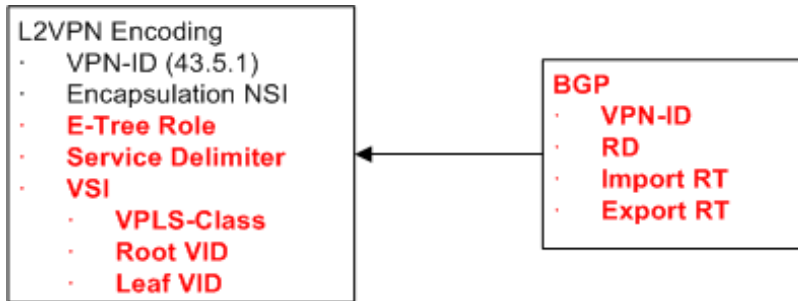 L2VPN Encoding
· VPN-ID (43.5.1)
· Encapsulation NSI
· E-Tree Role
· Service Delimiter
· VSI
· VPLS-Class
· Root VID
· Leaf VID
BGP
· VPN-ID
· RD
· Import RT
· Export RT